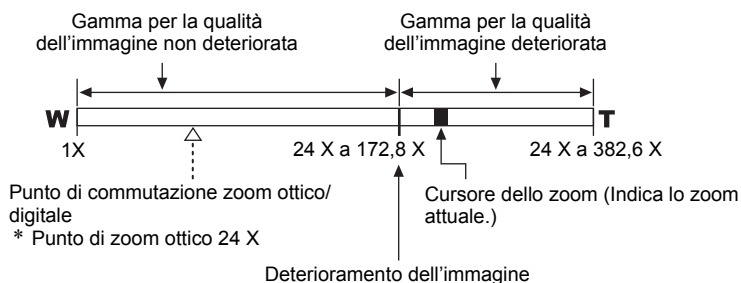 Gamma per la qualità
dell'immagine non deteriorata
Gamma per la qualità
dell'immagine deteriorata
W
T
1X
24 X a 172,8 X
24 X a 382,6 X
Punto di commutazione zoom ottico/
digitale
* Punto di zoom ottico 24 X
Cursore dello zoom (Indica lo zoom
attuale.)
Deterioramento dell'immagine